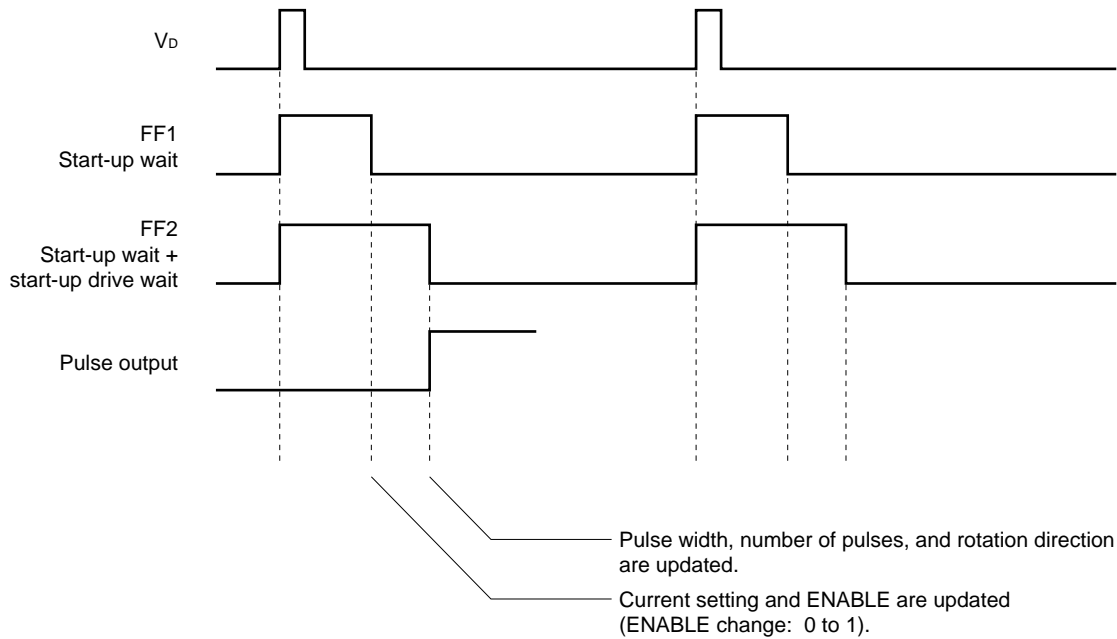 VD
FF1
Start-up wait
FF2
Start-up wait +
start-up drive wait
Pulse output
Pulse width, number of pulses, and rotation direction
are updated.
Current setting and ENABLE are updated
(ENABLE change: 0 to 1).